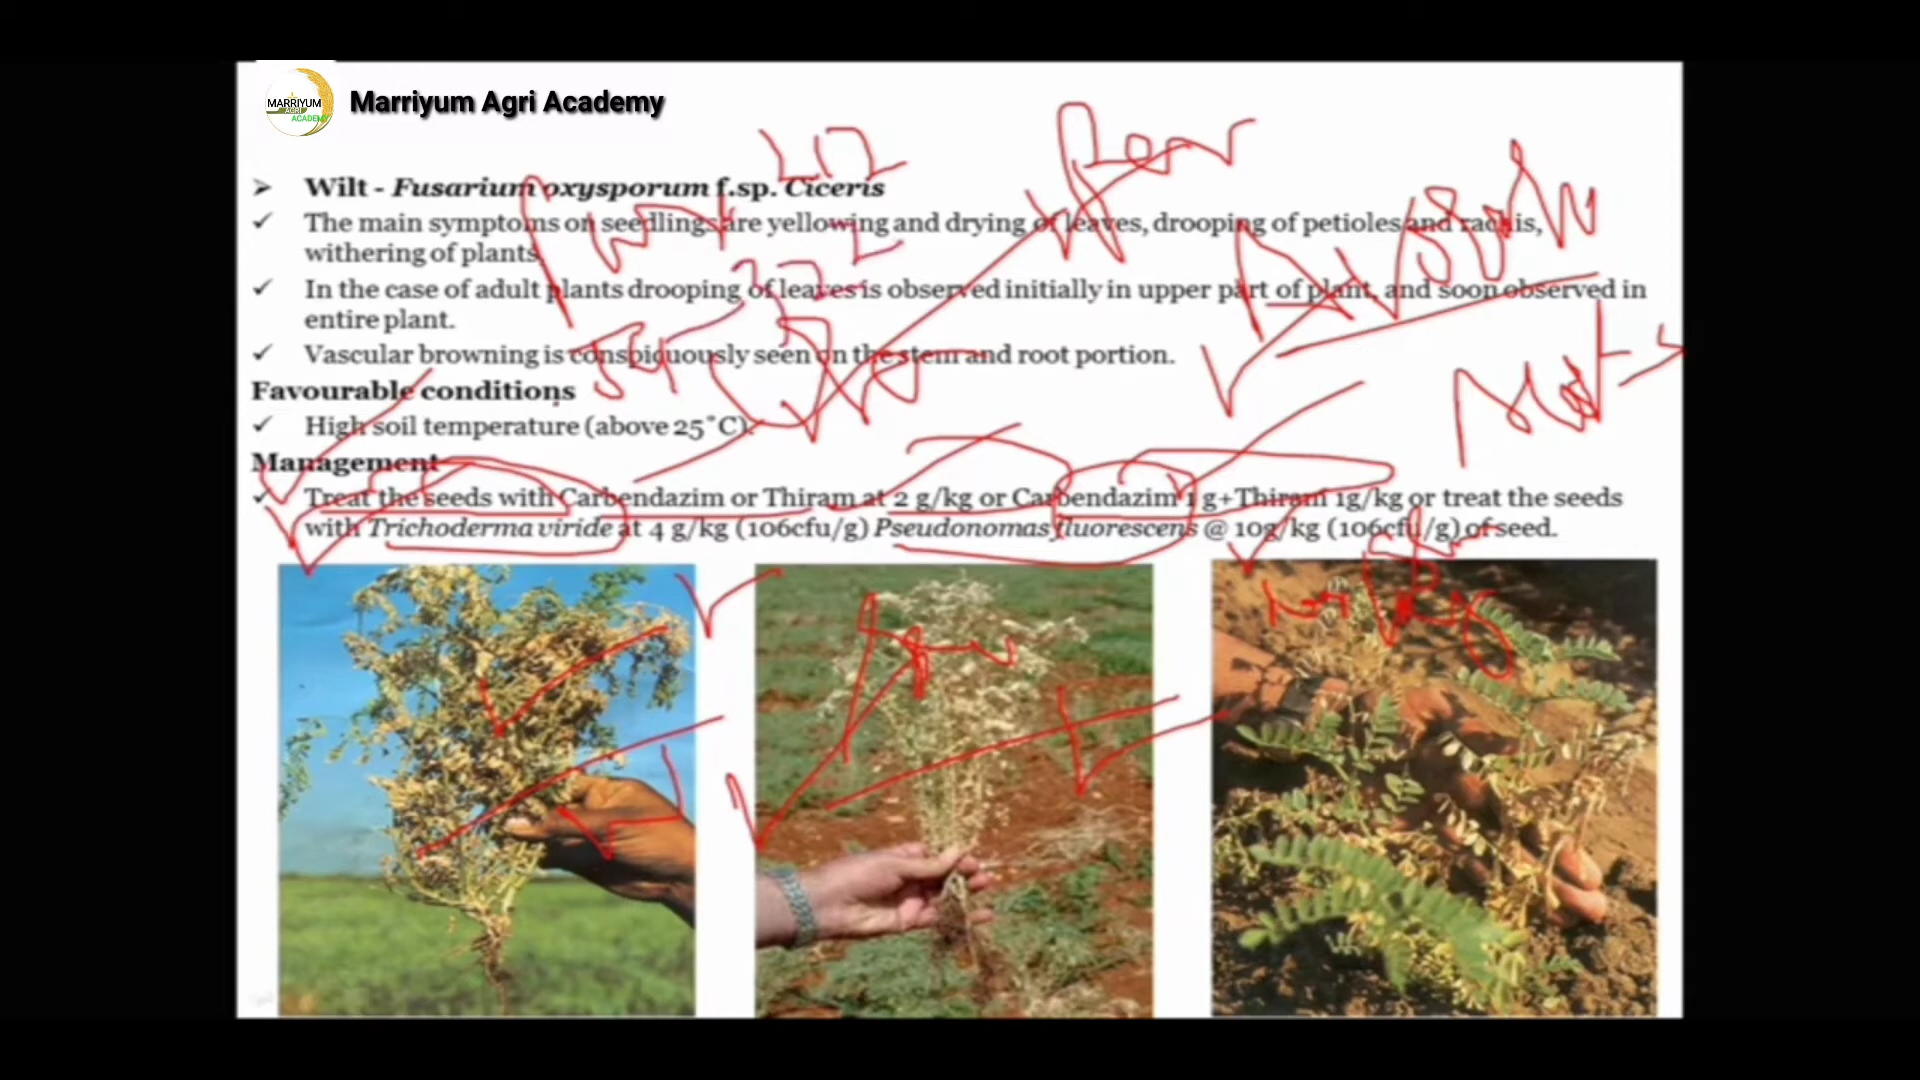 MARRIYUM
AGRI
ACADEMY
Marriyum Agri Academy
➤ Wilt - Fusarium oxysporum f.sp. Ciceris
✓ The main symptoms on seedlings are yellowing and drying of leaves, drooping of petioles and rachis,
withering of plants.
✓ In the case of adult plants drooping of leaves is observed initially in upper part of plant, and soon observed in
entire plant.
✓ Vascular browning is conspiquously seen on the stem and root portion.
Favourable conditions
✓ High soil temperature (above 25˚C).
Management
✓ Treat the seeds with Carbendazim or Thiram at 2 g/kg or Carbendazim 1 g+Thiram 1g/kg or treat the seeds
with Trichoderma viride at 4 g/kg (106cfu/g) Pseudonomas fluorescens @ 10g/kg (106cfu/g) of seed.